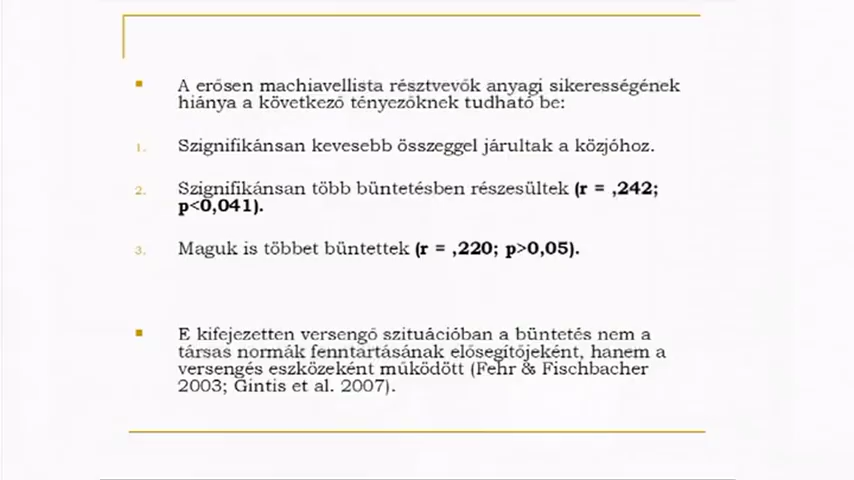 A erősen machiavellista résztvevők anyagi sikerességének
hiánya a következő tényezőknek tudható be:
1. Szignifikánsan kevesebb összeggel járultak a közjóhoz.
2. Szignifikánsan több büntetésben részesültek (r = ,242;
p<0,041).
3. Maguk is többet büntettek (r = ,220; p>0,05).
E kifejezetten versengő szituációban a büntetés nem a
társas normák fenntartásának elősegítőjeként, hanem a
versengés eszközeként működött (Fehr & Fischbacher
2003; Gintis et al. 2007).